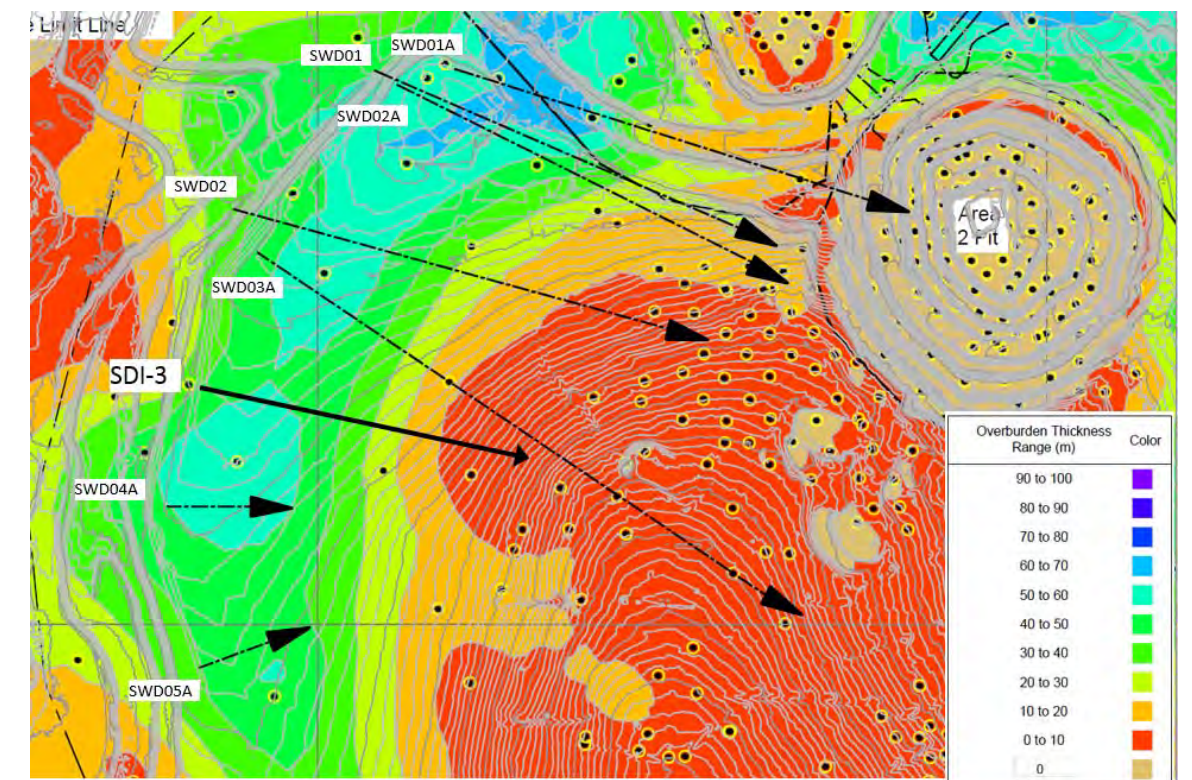 e Limit Line
SWD01
SWD01A
SWD02A
SWD02
Area
2 Pit
SWD03A
SDI-3
SWD04A
SWD05A
Overburden Thickness
Range (m)
Color
90 to 100
80 to 90
70 to 80
60 to 70
50 to 60
40 to 50
30 to 40
20 to 30
10 to 20
0 to 10
0